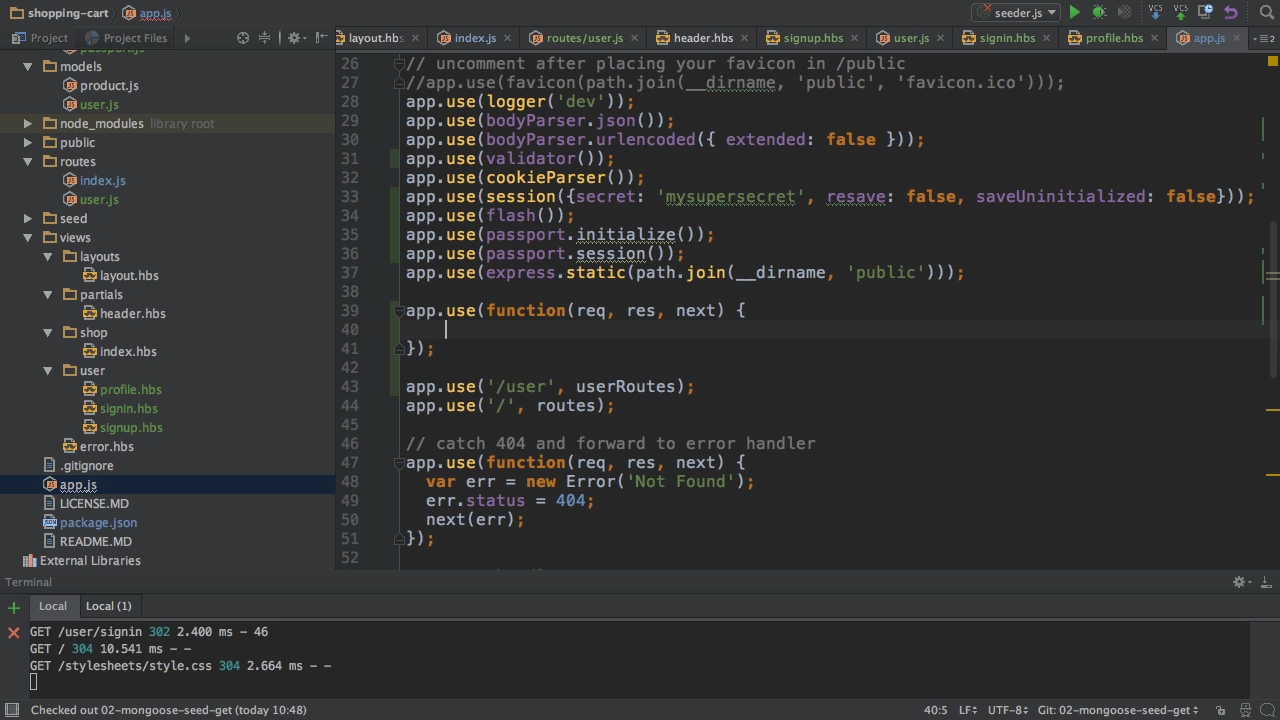 shopping-cart app.js seeder.js VCS VCS
Project Project Files layout.hbs index.js routes/user.js header.hbs signup.hbs user.js signin.hbs profile.hbs app.js 2
passport.js
models
product.js
user.js
node_modules library root
public
routes
index.js
user.js
seed
views
layouts
layout.hbs
partials
header.hbs
shop
index.hbs
user
profile.hbs
signin.hbs
signup.hbs
error.hbs
.gitignore
app.js
LICENSE.MD
package.json
README.MD
External Libraries
26 // uncomment after placing your favicon in /public
27 //app.use(favicon(path.join(__dirname, 'public', 'favicon.ico')));
28 app.use(logger('dev'));
29 app.use(bodyParser.json());
30 app.use(bodyParser.urlencoded({ extended: false }));
31 app.use(validator());
32 app.use(cookieParser());
33 app.use(session({secret: 'mysupersecret', resave: false, saveUninitialized: false}));
34 app.use(flash());
35 app.use(passport.initialize());
36 app.use(passport.session());
37 app.use(express.static(path.join(__dirname, 'public')));
38
39 app.use(function(req, res, next) {
40
41 });
42
43 app.use('/user', userRoutes);
44 app.use('/', routes);
45
46 // catch 404 and forward to error handler
47 app.use(function(req, res, next) {
48 var err = new Error('Not Found');
49 err.status = 404;
50 next(err);
51 });
52
Terminal
Local Local (1)
GET /user/signin 302 2.400 ms - 46
GET / 304 10.541 ms - -
GET /stylesheets/style.css 304 2.664 ms - -
Checked out 02-mongoose-seed-get (today 10:48) 40:5 LF UTF-8 Git: 02-mongoose-seed-get